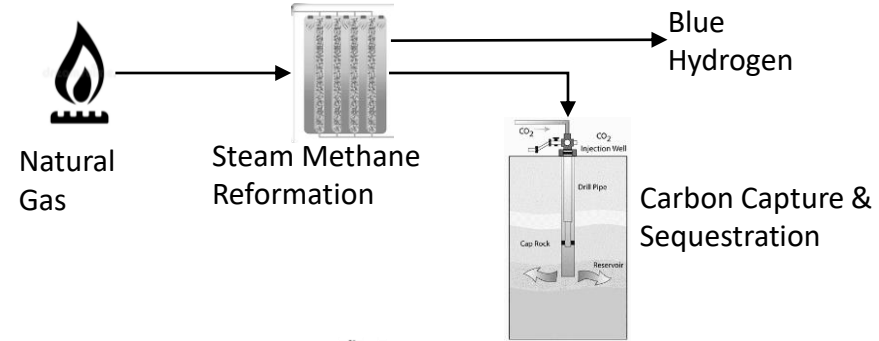 Blue
Hydrogen
Natural
Gas
Steam Methane
Reformation
CO2
CO2
Injection Well
Drill Pipe
Cap Rock
Reservoir
Carbon Capture &
Sequestration